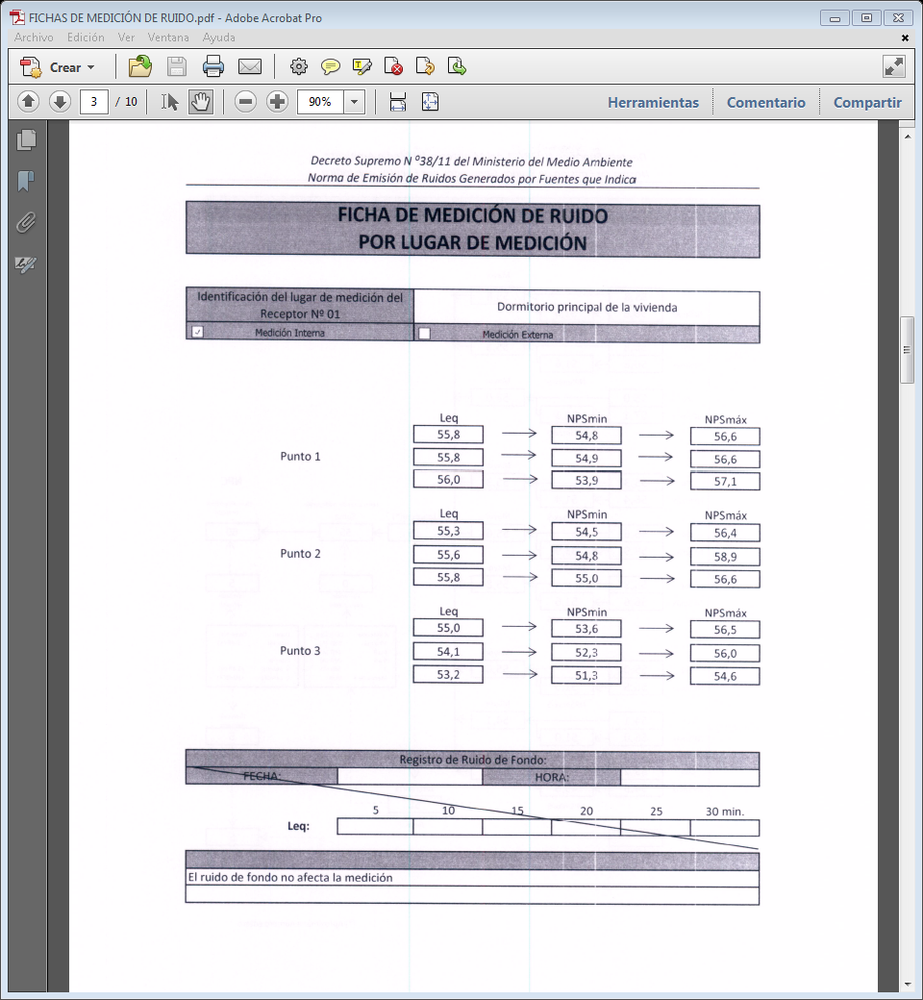 FICHAS DE MEDICIÓN DE RUIDO.pdf - Adobe Acrobat Pro
Archivo Edición Ver Ventana Ayuda
Crear
3 / 10 90% Herramientas Comentario Compartir
Decreto Supremo N º38/11 del Ministerio del Medio Ambiente
Norma de Emisión de Ruidos Generados por Fuentes que Indica
FICHA DE MEDICIÓN DE RUIDO
POR LUGAR DE MEDICIÓN
Identificación del lugar de medición del
Receptor Nº 01
Dormitorio principal de la vivienda
Medición Interna Medición Externa
Leq NPSmin NPSmáx
55,8 54,8 56,6
Punto 1 55,8 54,9 56,6
56,0 53,9 57,1
Leq NPSmin NPSmáx
55,3 54,5 56,4
Punto 2 55,6 54,8 58,9
55,8 55,0 56,6
Leq NPSmin NPSmáx
55,0 53,6 56,5
Punto 3 54,1 52,3 56,0
53,2 51,3 54,6
Registro de Ruido de Fondo:
FECHA: HORA:
5 10 15 20 25 30 min.
Leq:
El ruido de fondo no afecta la medición